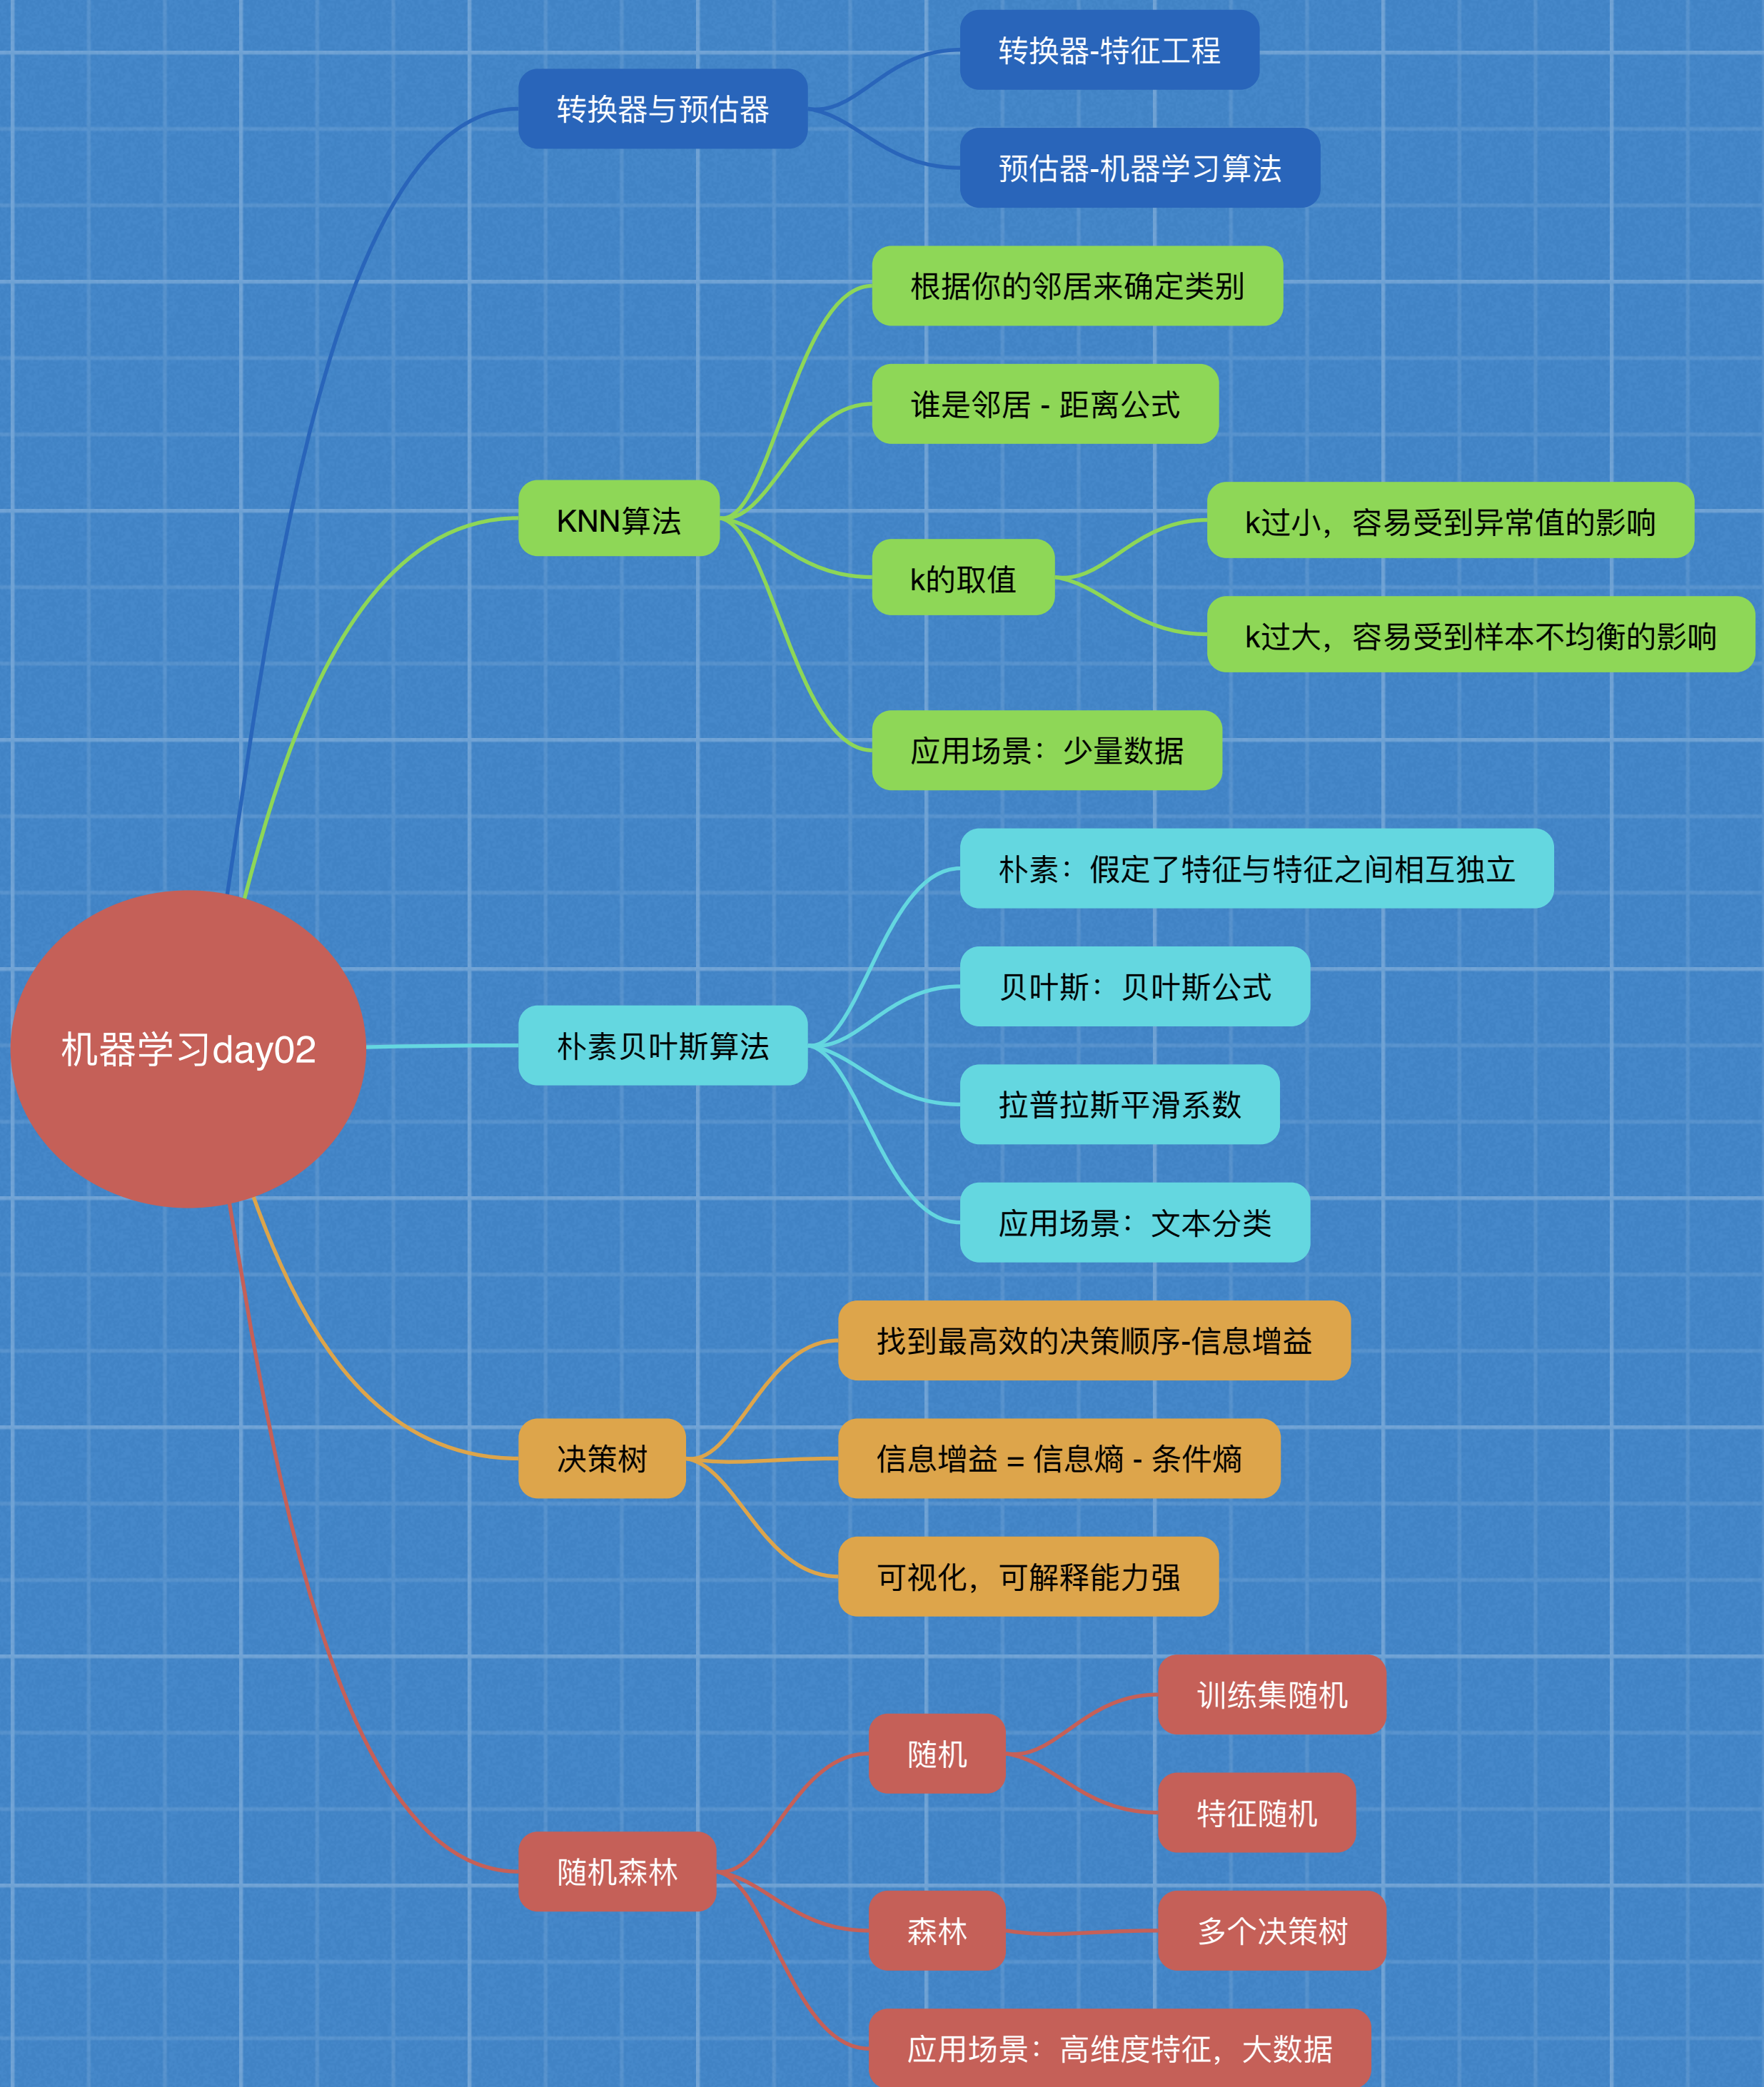 机器学习day02
转换器与预估器
转换器-特征工程
预估器-机器学习算法
KNN算法
根据你的邻居来确定类别
谁是邻居 - 距离公式
k的取值
k过小，容易受到异常值的影响
k过大，容易受到样本不均衡的影响
应用场景：少量数据
朴素贝叶斯算法
朴素：假定了特征与特征之间相互独立
贝叶斯：贝叶斯公式
拉普拉斯平滑系数
应用场景：文本分类
决策树
找到最高效的决策顺序-信息增益
信息增益 = 信息熵 - 条件熵
可视化，可解释能力强
随机森林
随机
训练集随机
特征随机
森林
多个决策树
应用场景：高维度特征，大数据